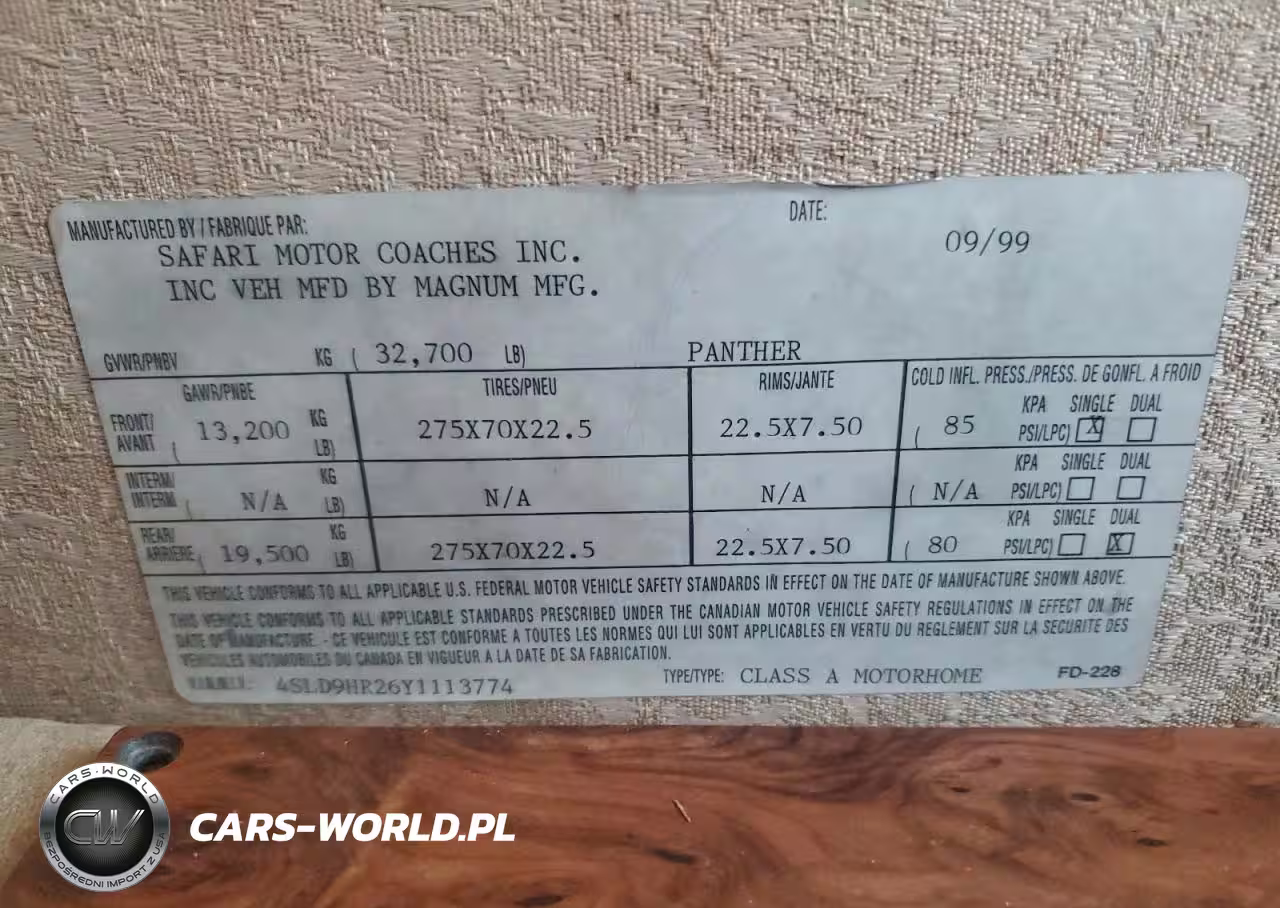 MANUFACTURED BY / FABRIQUE PAR:
DATE:
SAFARI MOTOR COACHES INC.
09/99
INC VEH MFD BY MAGNUM MFG.
GVWR/PNBV KG ( 32,700 LB) PANTHER
GAWR/PNBE TIRES/PNEU RIMS/JANTE COLD INFL. PRESS./PRESS. DE GONFL. A FROID
FRONT/ KG KPA SINGLE DUAL
AVANT ( 13,200 LB) 275X70X22.5 22.5X7.50 ( 85 PSI/LPC) X
INTERM/ KG KPA SINGLE DUAL
INTERM ( N/A LB) N/A N/A ( N/A PSI/LPC)
REAR/ KG KPA SINGLE DUAL
ARRIERE ( 19,500 LB) 275X70X22.5 22.5X7.50 ( 80 PSI/LPC) X
THIS VEHICLE CONFORMS TO ALL APPLICABLE U.S. FEDERAL MOTOR VEHICLE SAFETY STANDARDS IN EFFECT ON THE DATE OF MANUFACTURE SHOWN ABOVE.
THIS VEHICLE CONFORMS TO ALL APPLICABLE STANDARDS PRESCRIBED UNDER THE CANADIAN MOTOR VEHICLE SAFETY REGULATIONS IN EFFECT ON THE
DATE OF MANUFACTURE. - CE VEHICULE EST CONFORME A TOUTES LES NORMES QUI LUI SONT APPLICABLES EN VERTU DU REGLEMENT SUR LA SECURITE DES
VEHICULES AUTOMOBILES DU CANADA EN VIGUEUR A LA DATE DE SA FABRICATION.
4SLD9HR26Y1113774 TYPE/TYPE: CLASS A MOTORHOME FD-228
CARS-WORLD
CW
BEZPOŚREDNI IMPORT Z USA
CARS-WORLD.PL